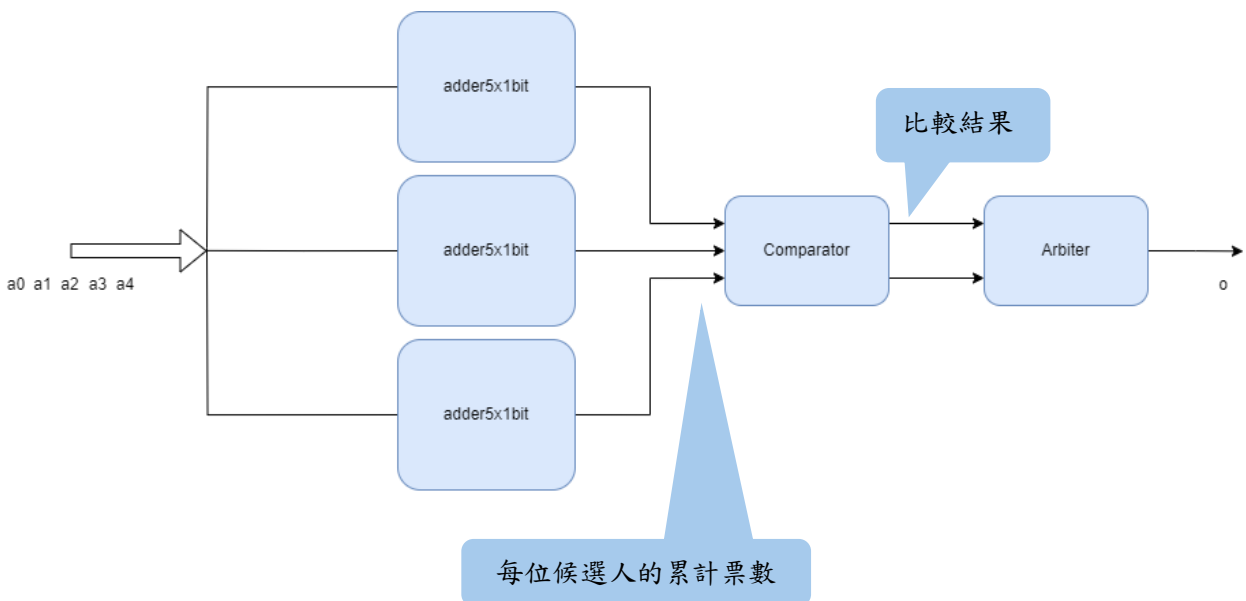 adder5x1bit
比較結果
adder5x1bit
Comparator
Arbiter
a0 a1 a2 a3 a4
o
adder5x1bit
每位候選人的累計票數